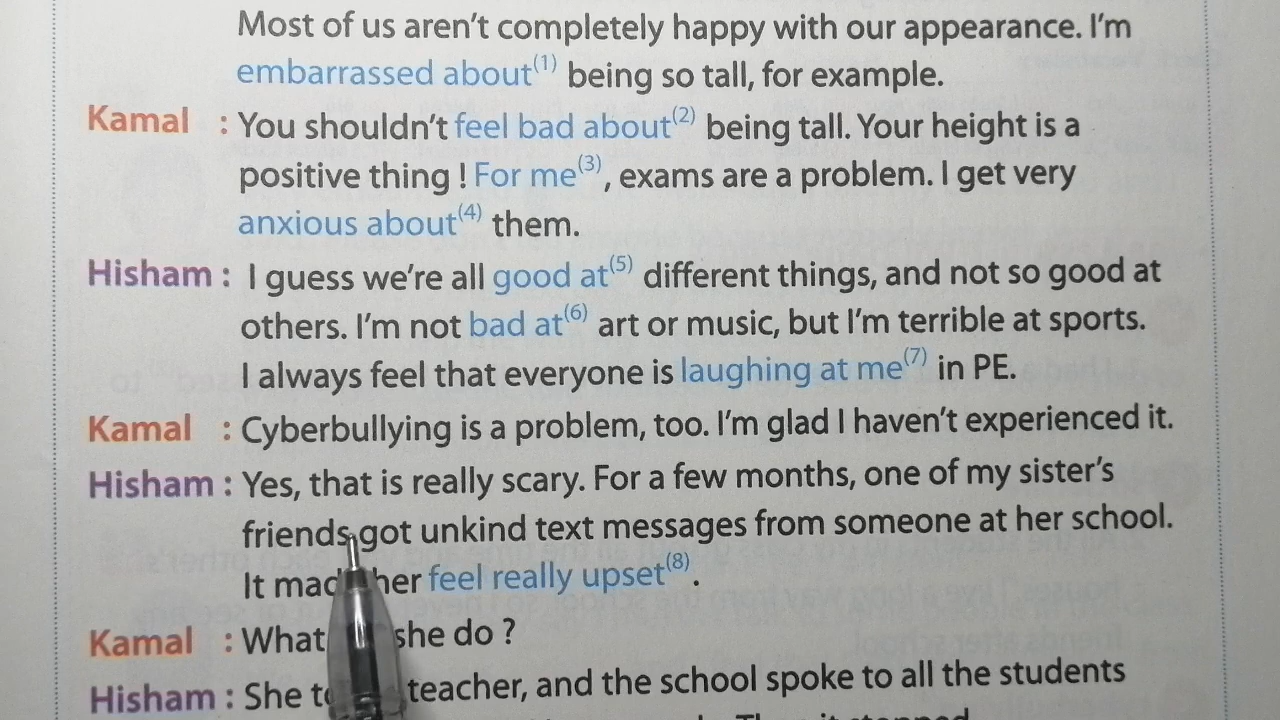 Most of us aren't completely happy with our appearance. I'm
embarrassed about(1) being so tall, for example.
Kamal : You shouldn't feel bad about(2) being tall. Your height is a
positive thing ! For me(3), exams are a problem. I get very
anxious about(4) them.
Hisham : I guess we're all good at(5) different things, and not so good at
others. I'm not bad at(6) art or music, but I'm terrible at sports.
I always feel that everyone is laughing at me(7) in PE.
Kamal : Cyberbullying is a problem, too. I'm glad I haven't experienced it.
Hisham : Yes, that is really scary. For a few months, one of my sister's
friends got unkind text messages from someone at her school.
It her feel really upset(8).
Kamal : What she do ?
Hisham : She teacher, and the school spoke to all the students